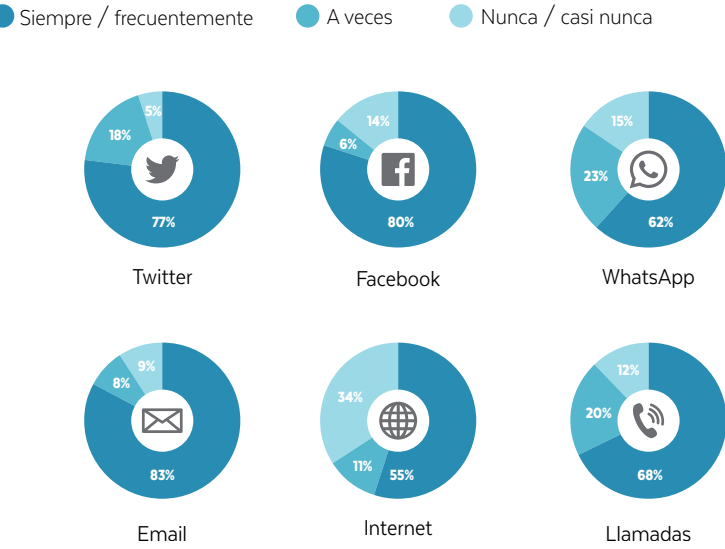 Siempre / frecuentemente
A veces
Nunca / casi nunca
5%
18%
77%
Twitter
14%
6%
80%
Facebook
15%
23%
62%
WhatsApp
9%
8%
83%
Email
34%
11%
55%
Internet
12%
20%
68%
Llamadas